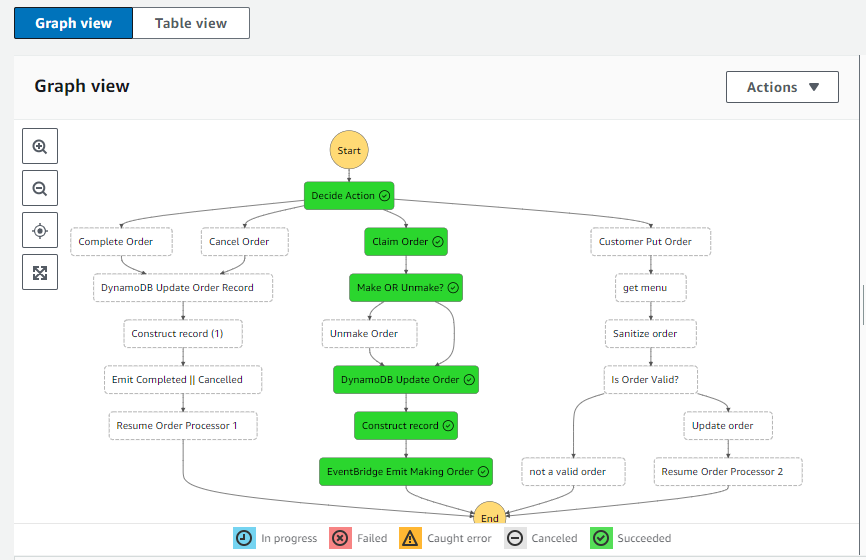 Graph view
Table view
Graph view
Actions
Start
Decide Action
Complete Order
Cancel Order
Claim Order
Customer Put Order
DynamoDB Update Order Record
Make OR Unmake?
get menu
Construct record (1)
Unmake Order
Sanitize order
Emit Completed || Cancelled
DynamoDB Update Order
Is Order Valid?
Resume Order Processor 1
Construct record
Update order
EventBridge Emit Making Order
not a valid order
Resume Order Processor 2
End
In progress
Failed
Caught error
Canceled
Succeeded